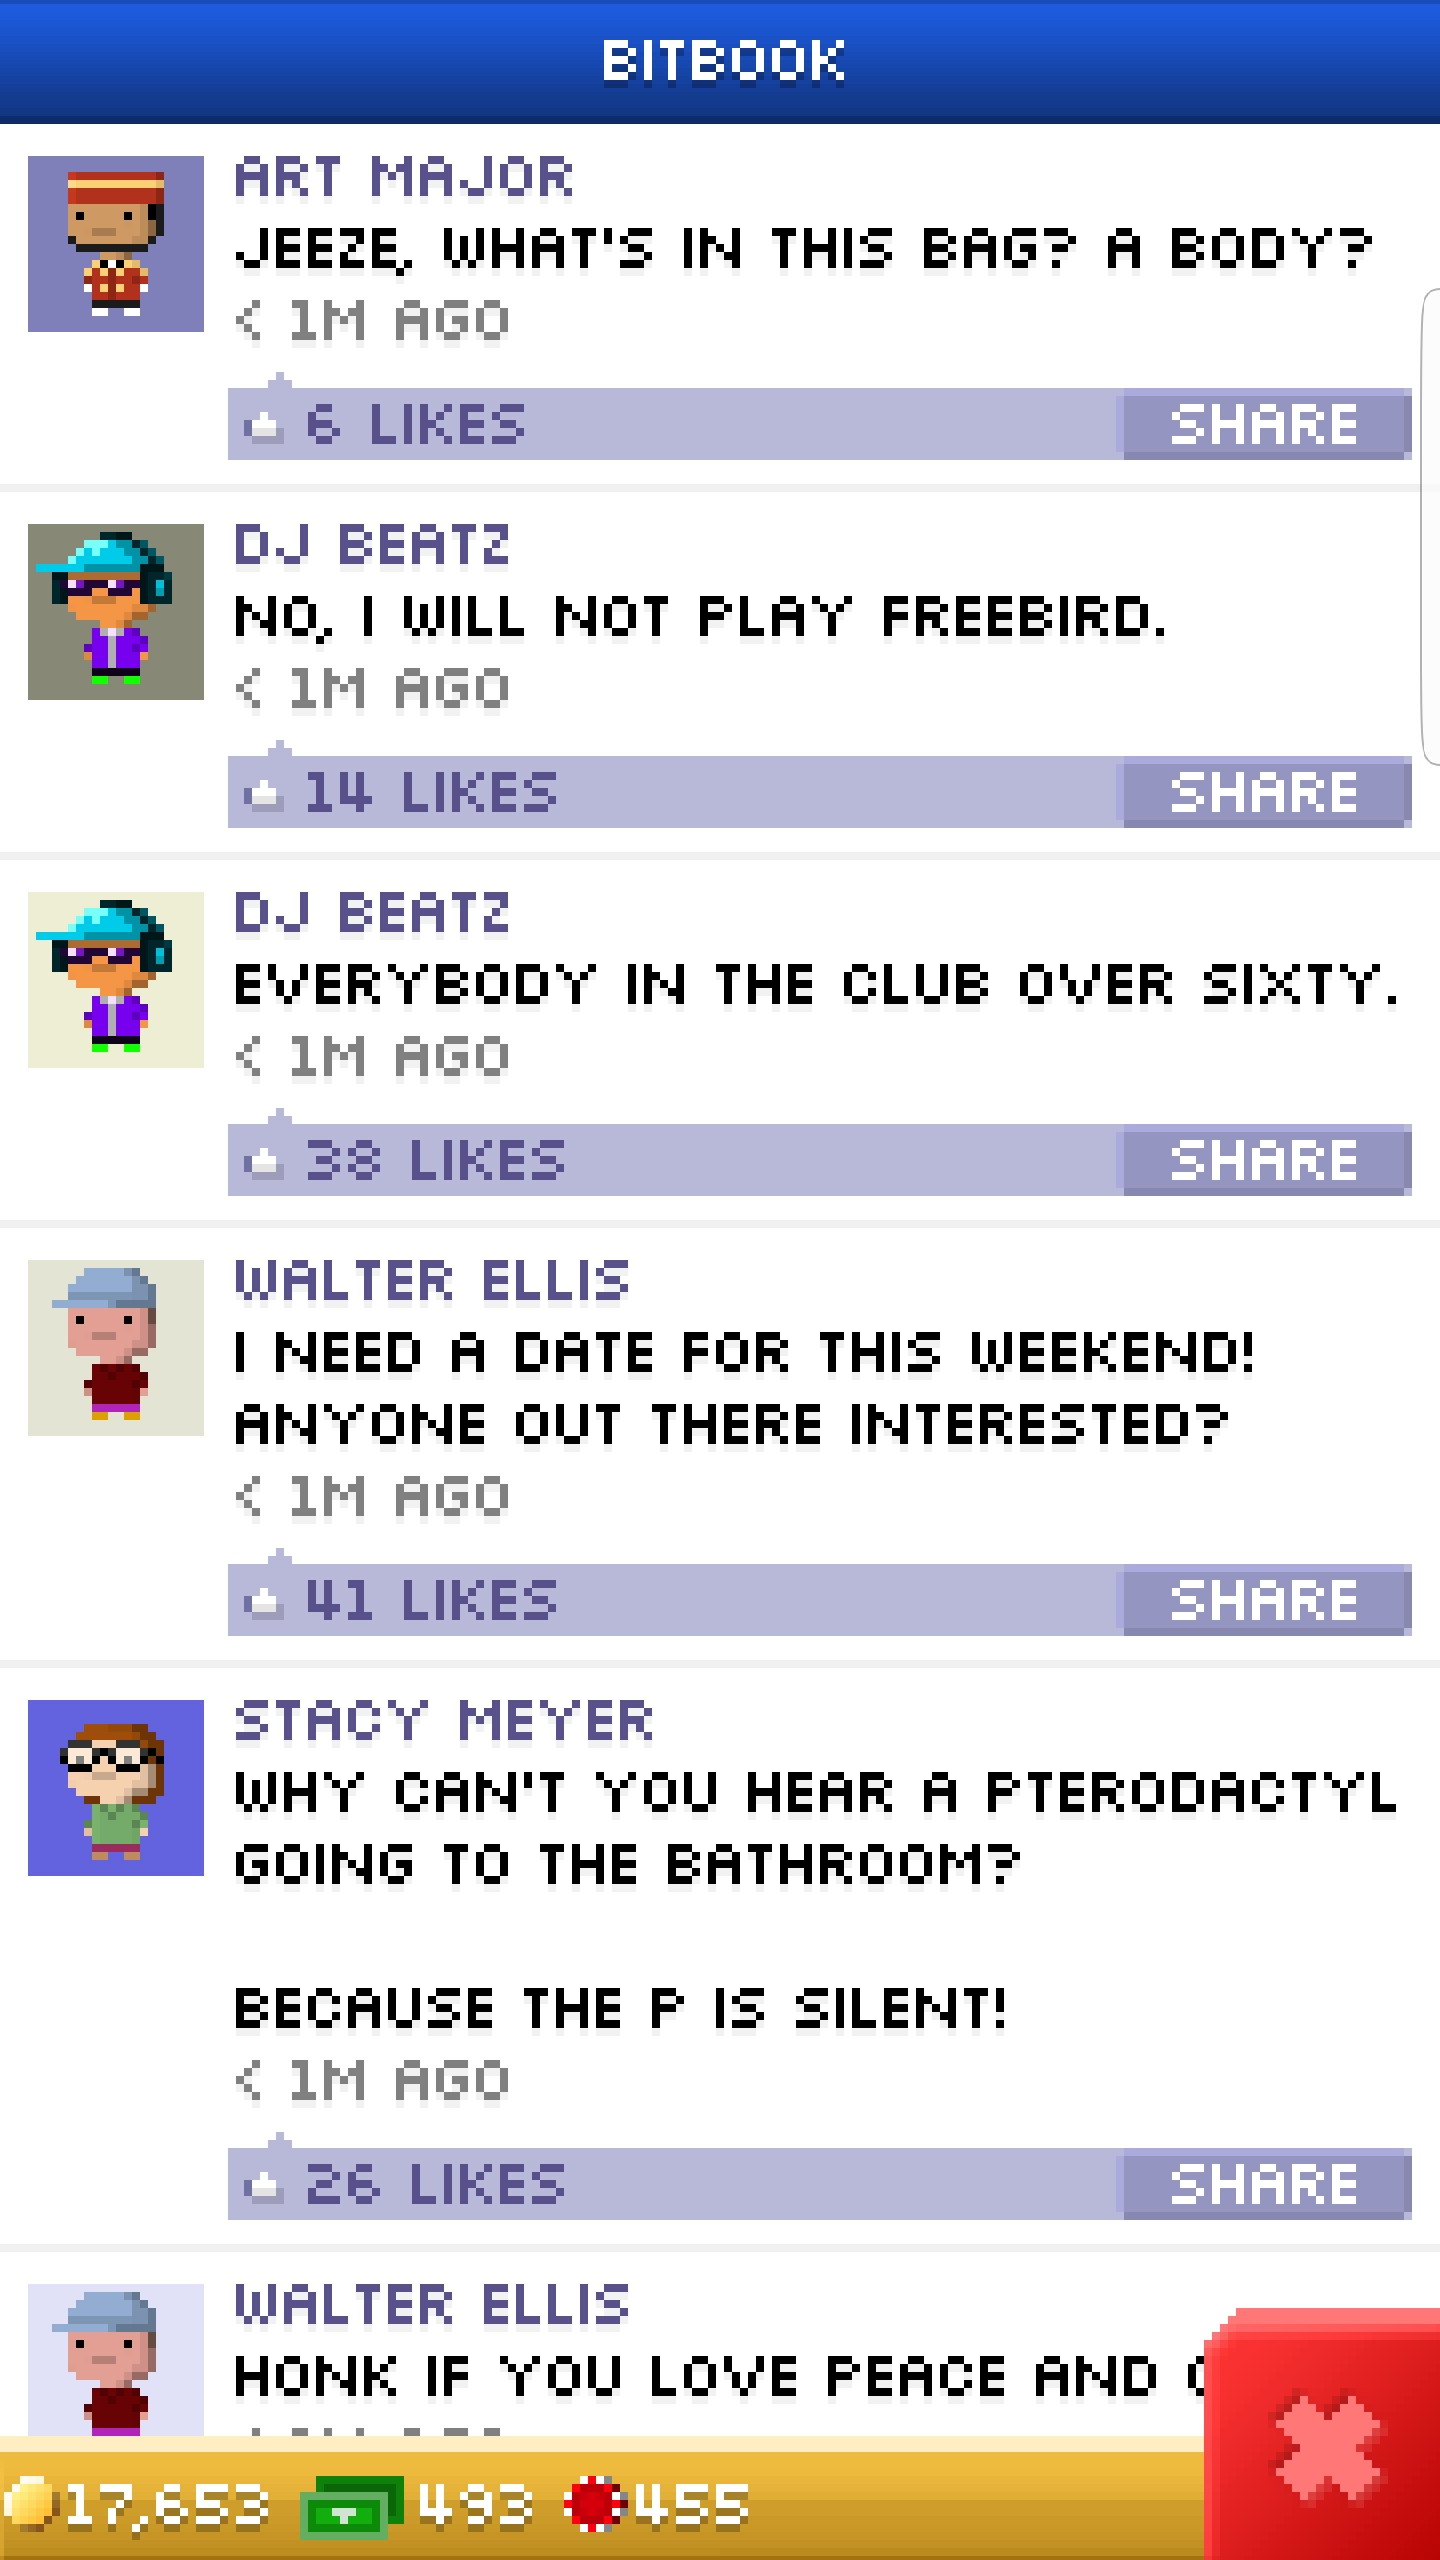 BITBOOK
ART MAJOR
JEEZE, WHAT'S IN THIS BAG? A BODY?
< 1M AGO
6 LIKES
SHARE
DJ BEATZ
NO, I WILL NOT PLAY FREEBIRD.
< 1M AGO
14 LIKES
SHARE
DJ BEATZ
EVERYBODY IN THE CLUB OVER SIXTY.
< 1M AGO
38 LIKES
SHARE
WALTER ELLIS
I NEED A DATE FOR THIS WEEKEND!
ANYONE OUT THERE INTERESTED?
< 1M AGO
41 LIKES
SHARE
STACY MEYER
WHY CAN'T YOU HEAR A PTERODACTYL
GOING TO THE BATHROOM?
BECAUSE THE P IS SILENT!
< 1M AGO
26 LIKES
SHARE
WALTER ELLIS
HONK IF YOU LOVE PEACE AND
17,653 493 455